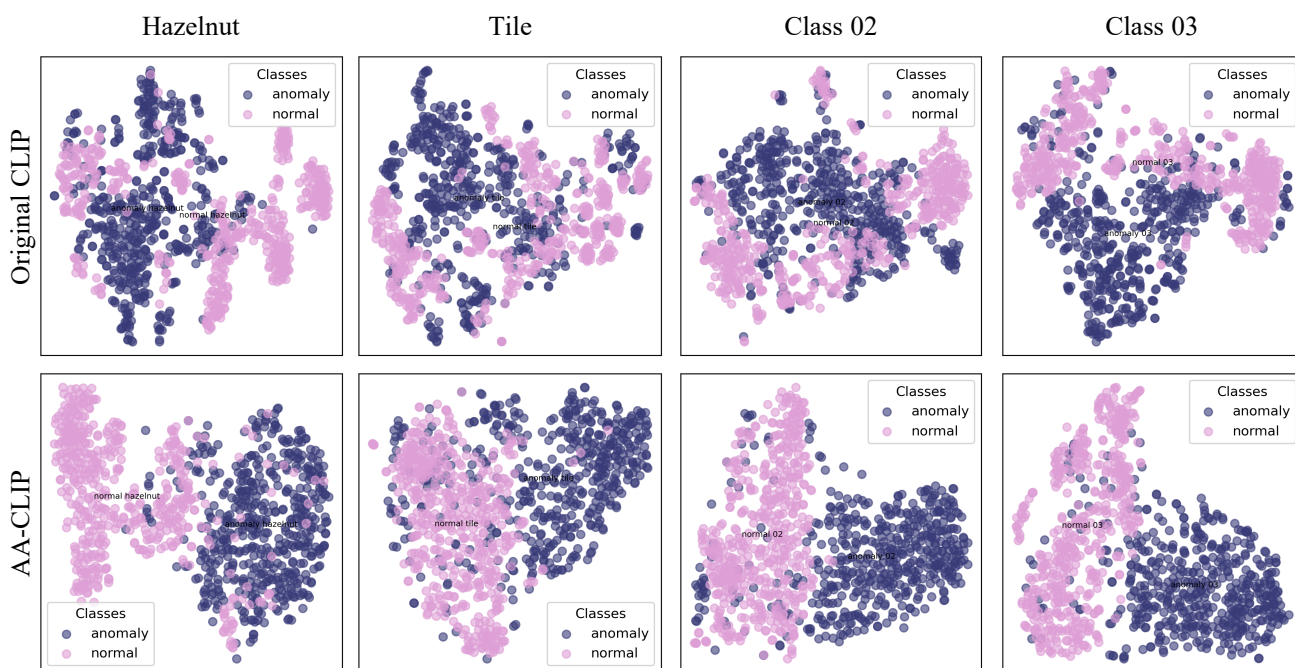 Hazelnut
Tile
Class 02
Class 03
Original CLIP
Classes
anomaly
normal
anomaly hazelnut
normal hazelnut
Classes
anomaly
normal
anomaly tile
normal tile
Classes
anomaly
normal
anomaly 02
normal 02
Classes
anomaly
normal
normal 03
anomaly 03
AA-CLIP
normal hazelnut
anomaly hazelnut
Classes
anomaly
normal
anomaly tile
normal tile
Classes
anomaly
normal
Classes
anomaly
normal
normal 02
anomaly 02
Classes
anomaly
normal
normal 03
anomaly 03